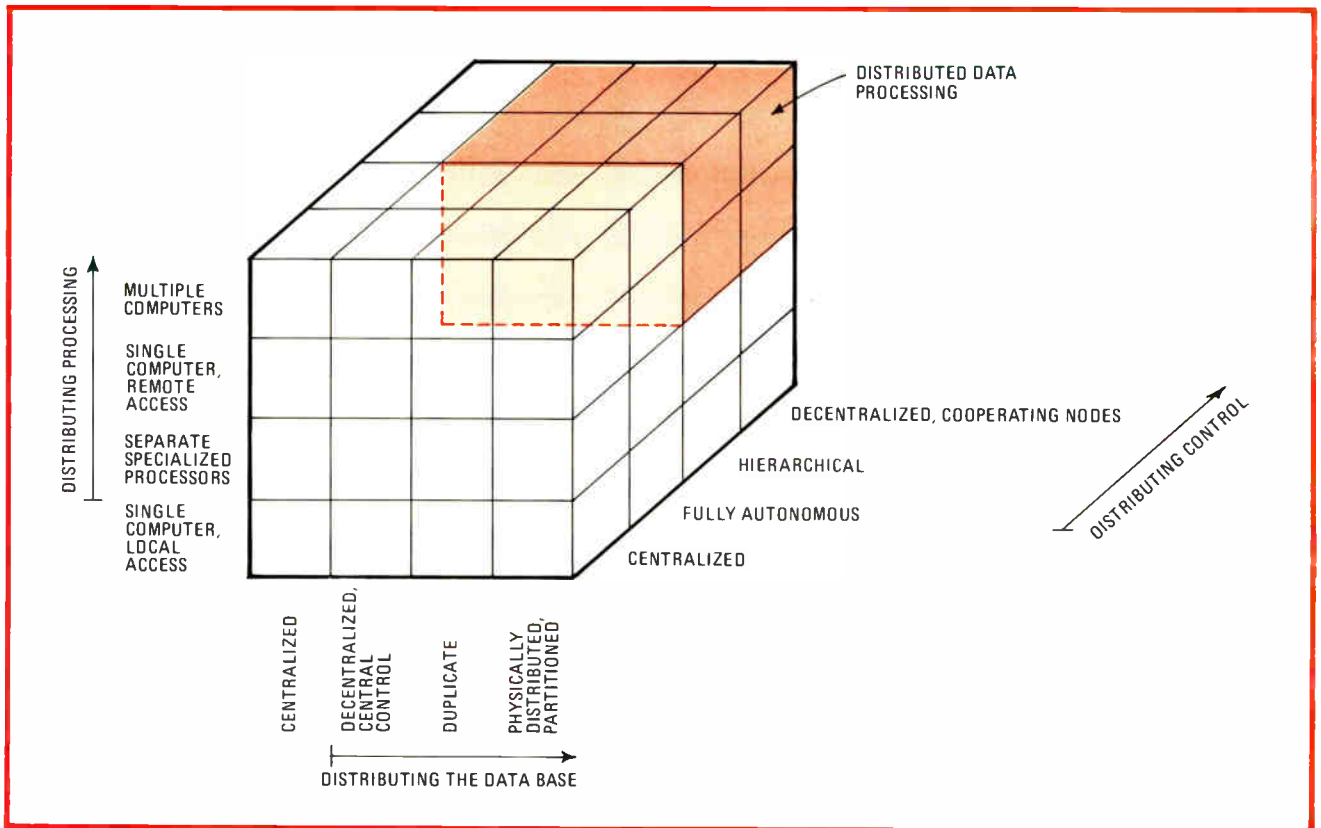 DISTRIBUTED DATA
PROCESSING
DISTRIBUTING PROCESSING
MULTIPLE
COMPUTERS
SINGLE
COMPUTER,
REMOTE
ACCESS
SEPARATE
SPECIALIZED
PROCESSORS
SINGLE
COMPUTER,
LOCAL
ACCESS
DECENTRALIZED, COOPERATING NODES
HIERARCHICAL
FULLY AUTONOMOUS
CENTRALIZED
DISTRIBUTING CONTROL
CENTRALIZED
DECENTRALIZED,
CENTRAL
CONTROL
DUPLICATE
PHYSICALLY
DISTRIBUTED,
PARTITIONED
DISTRIBUTING THE DATA BASE